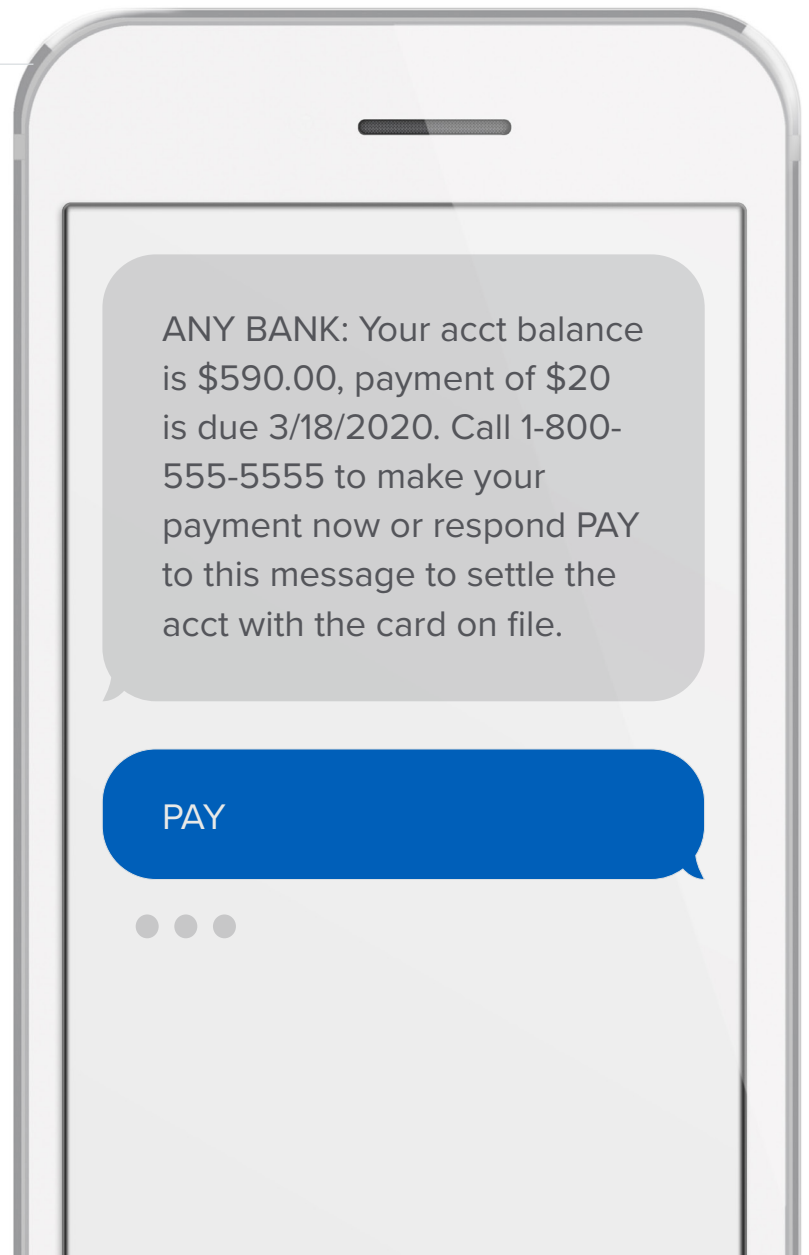 ANY BANK: Your acct balance
is $590.00, payment of $20
is due 3/18/2020. Call 1-800-
555-5555 to make your
payment now or respond PAY
to this message to settle the
acct with the card on file.
PAY